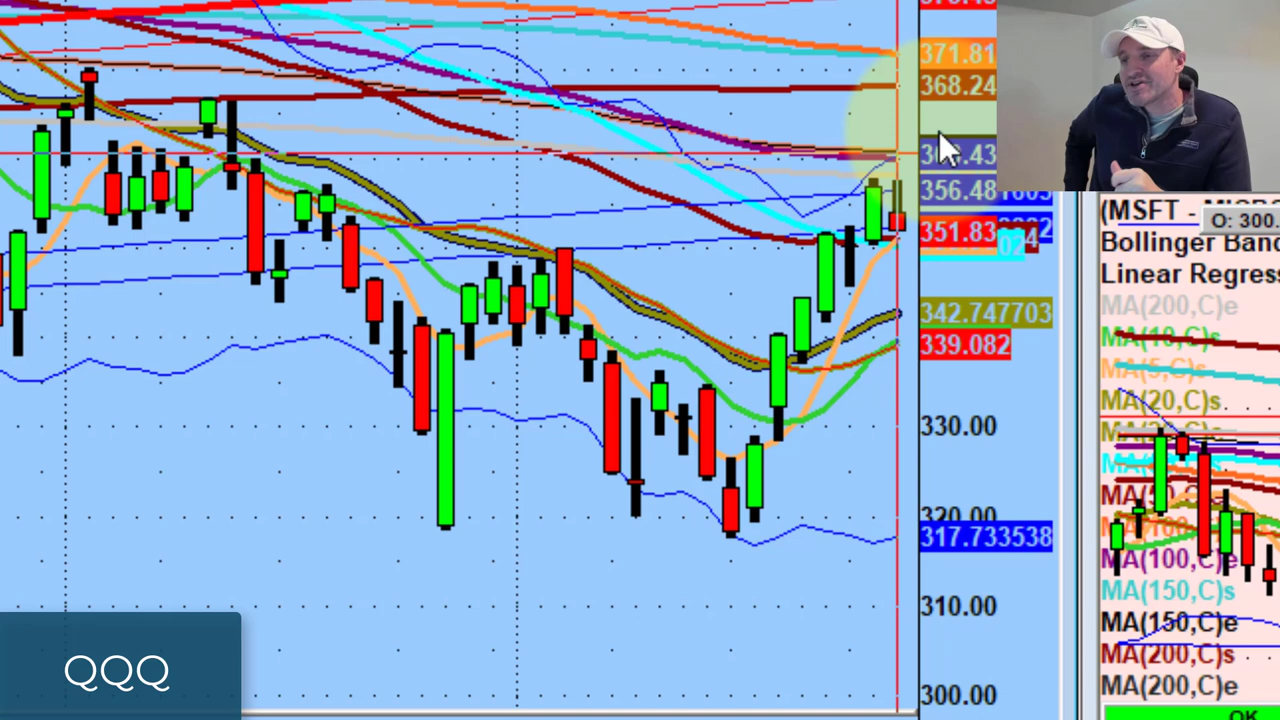 371.81
368.24
356.48
351.83
342.747703
339.082
330.00
320.00
317.733538
310.00
300.00
QQQ
(MSFT -
O: 300.
Bollinger Band
Linear Regress
MA(200,C)e
MA(10,C)s
MA(5,C)s
MA(20,C)s
MA(100,C)e
MA(150,C)s
MA(150,C)e
MA(200,C)s
MA(200,C)e
OK